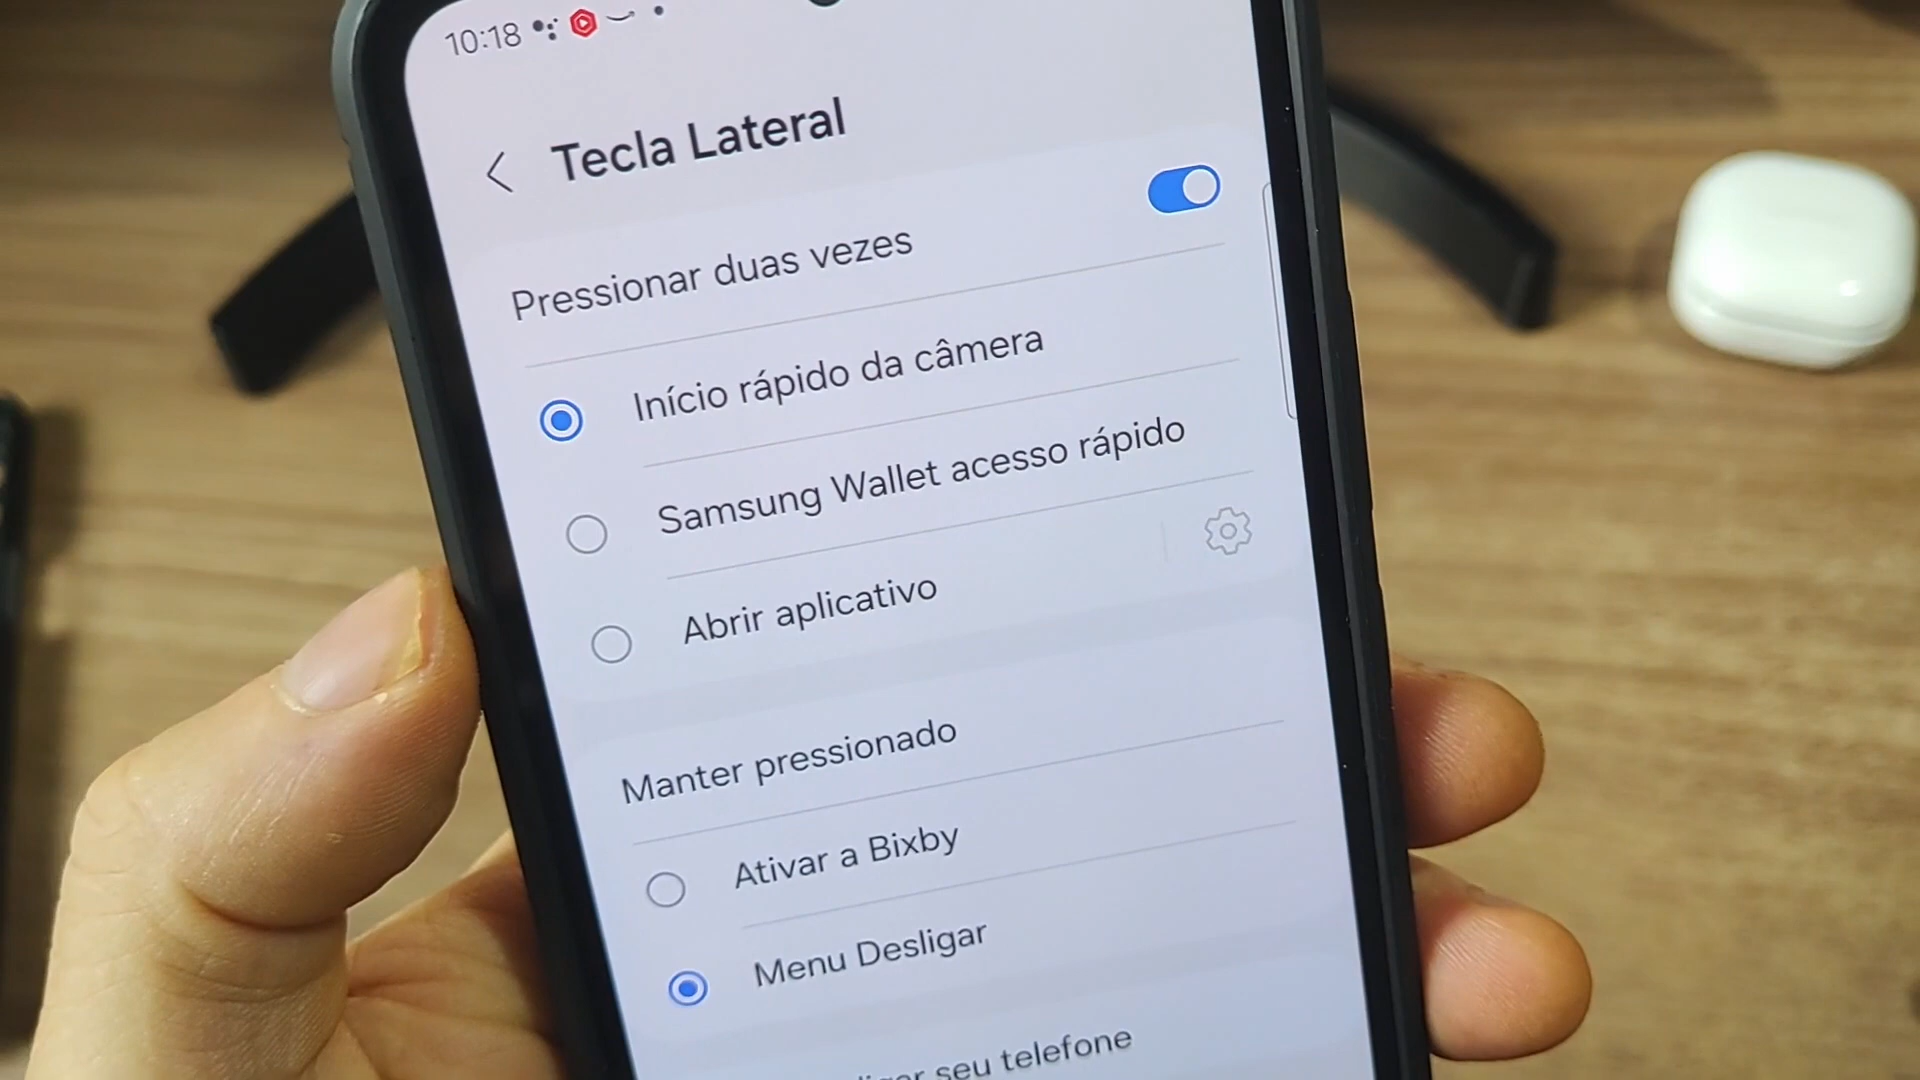 10:18
Tecla Lateral
Pressionar duas vezes
Início rápido da câmera
Samsung Wallet acesso rápido
Abrir aplicativo
Manter pressionado
Ativar a Bixby
Menu Desligar
seu telefone